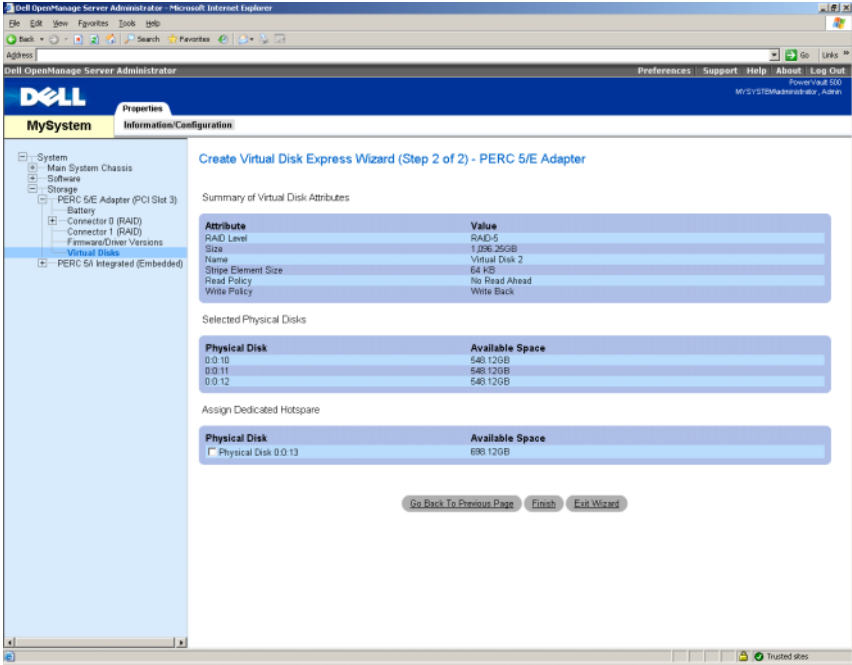 Dell OpenManage Server Administrator - Microsoft Internet Explorer
File Edit View Favorites Tools Help
Back Search Favorites
Address Go Links »
Dell OpenManage Server Administrator Preferences Support Help About Log Out
PowerVault 500
MYSYSTEM\administrator, Admin
DELL
Properties
MySystem Information/Configuration
System
Main System Chassis
Software
Storage
PERC 5/E Adapter (PCI Slot 3)
Battery
Connector 0 (RAID)
Connector 1 (RAID)
Firmware/Driver Versions
Virtual Disks
PERC 5/i Integrated (Embedded)
Create Virtual Disk Express Wizard (Step 2 of 2) - PERC 5/E Adapter
Summary of Virtual Disk Attributes
Attribute Value
RAID Level RAID-5
Size 1,096.25GB
Name Virtual Disk 2
Stripe Element Size 64 KB
Read Policy No Read Ahead
Write Policy Write Back
Selected Physical Disks
Physical Disk Available Space
0:0:10 548.12GB
0:0:11 548.12GB
0:0:12 548.12GB
Assign Dedicated Hotspare
Physical Disk Available Space
Physical Disk 0:0:13 698.12GB
Go Back To Previous Page Finish Exit Wizard
Trusted sites